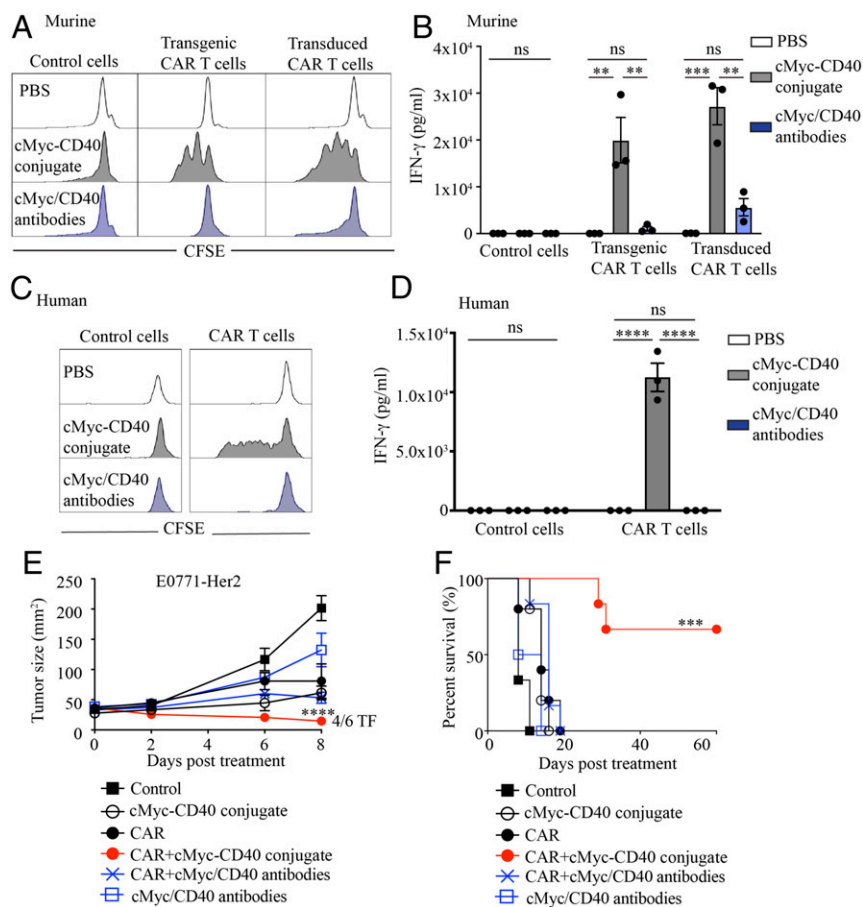 A
Murine
Control cells
Transgenic
CAR T cells
Transduced
CAR T cells
PBS
cMyc-CD40
conjugate
cMyc/CD40
antibodies
CFSE
B
Murine
IFN-γ (pg/ml)
4×10⁴
3×10⁴
2×10⁴
1×10⁴
0
ns
ns
ns
** **
*** **
Control cells
Transgenic
CAR T cells
Transduced
CAR T cells
PBS
cMyc-CD40
conjugate
cMyc/CD40
antibodies
C
Human
Control cells
CAR T cells
PBS
cMyc-CD40
conjugate
cMyc/CD40
antibodies
CFSE
D
Human
IFN-γ (pg/ml)
1.5x10⁴
1.0x10⁴
5.0x10³
0
ns
ns
**** ****
Control cells
CAR T cells
PBS
cMyc-CD40
conjugate
cMyc/CD40
antibodies
E
E0771-Her2
Tumor size (mm²)
250
200
150
100
50
0
0 2 6 8
****
4/6 TF
Days post treatment
Control
cMyc-CD40 conjugate
CAR
CAR+cMyc-CD40 conjugate
CAR+cMyc/CD40 antibodies
cMyc/CD40 antibodies
F
Percent survival (%)
100
50
0
0 20 40 60
***
Days post treatment
Control
cMyc-CD40 conjugate
CAR
CAR+cMyc-CD40 conjugate
CAR+cMyc/CD40 antibodies
cMyc/CD40 antibodies